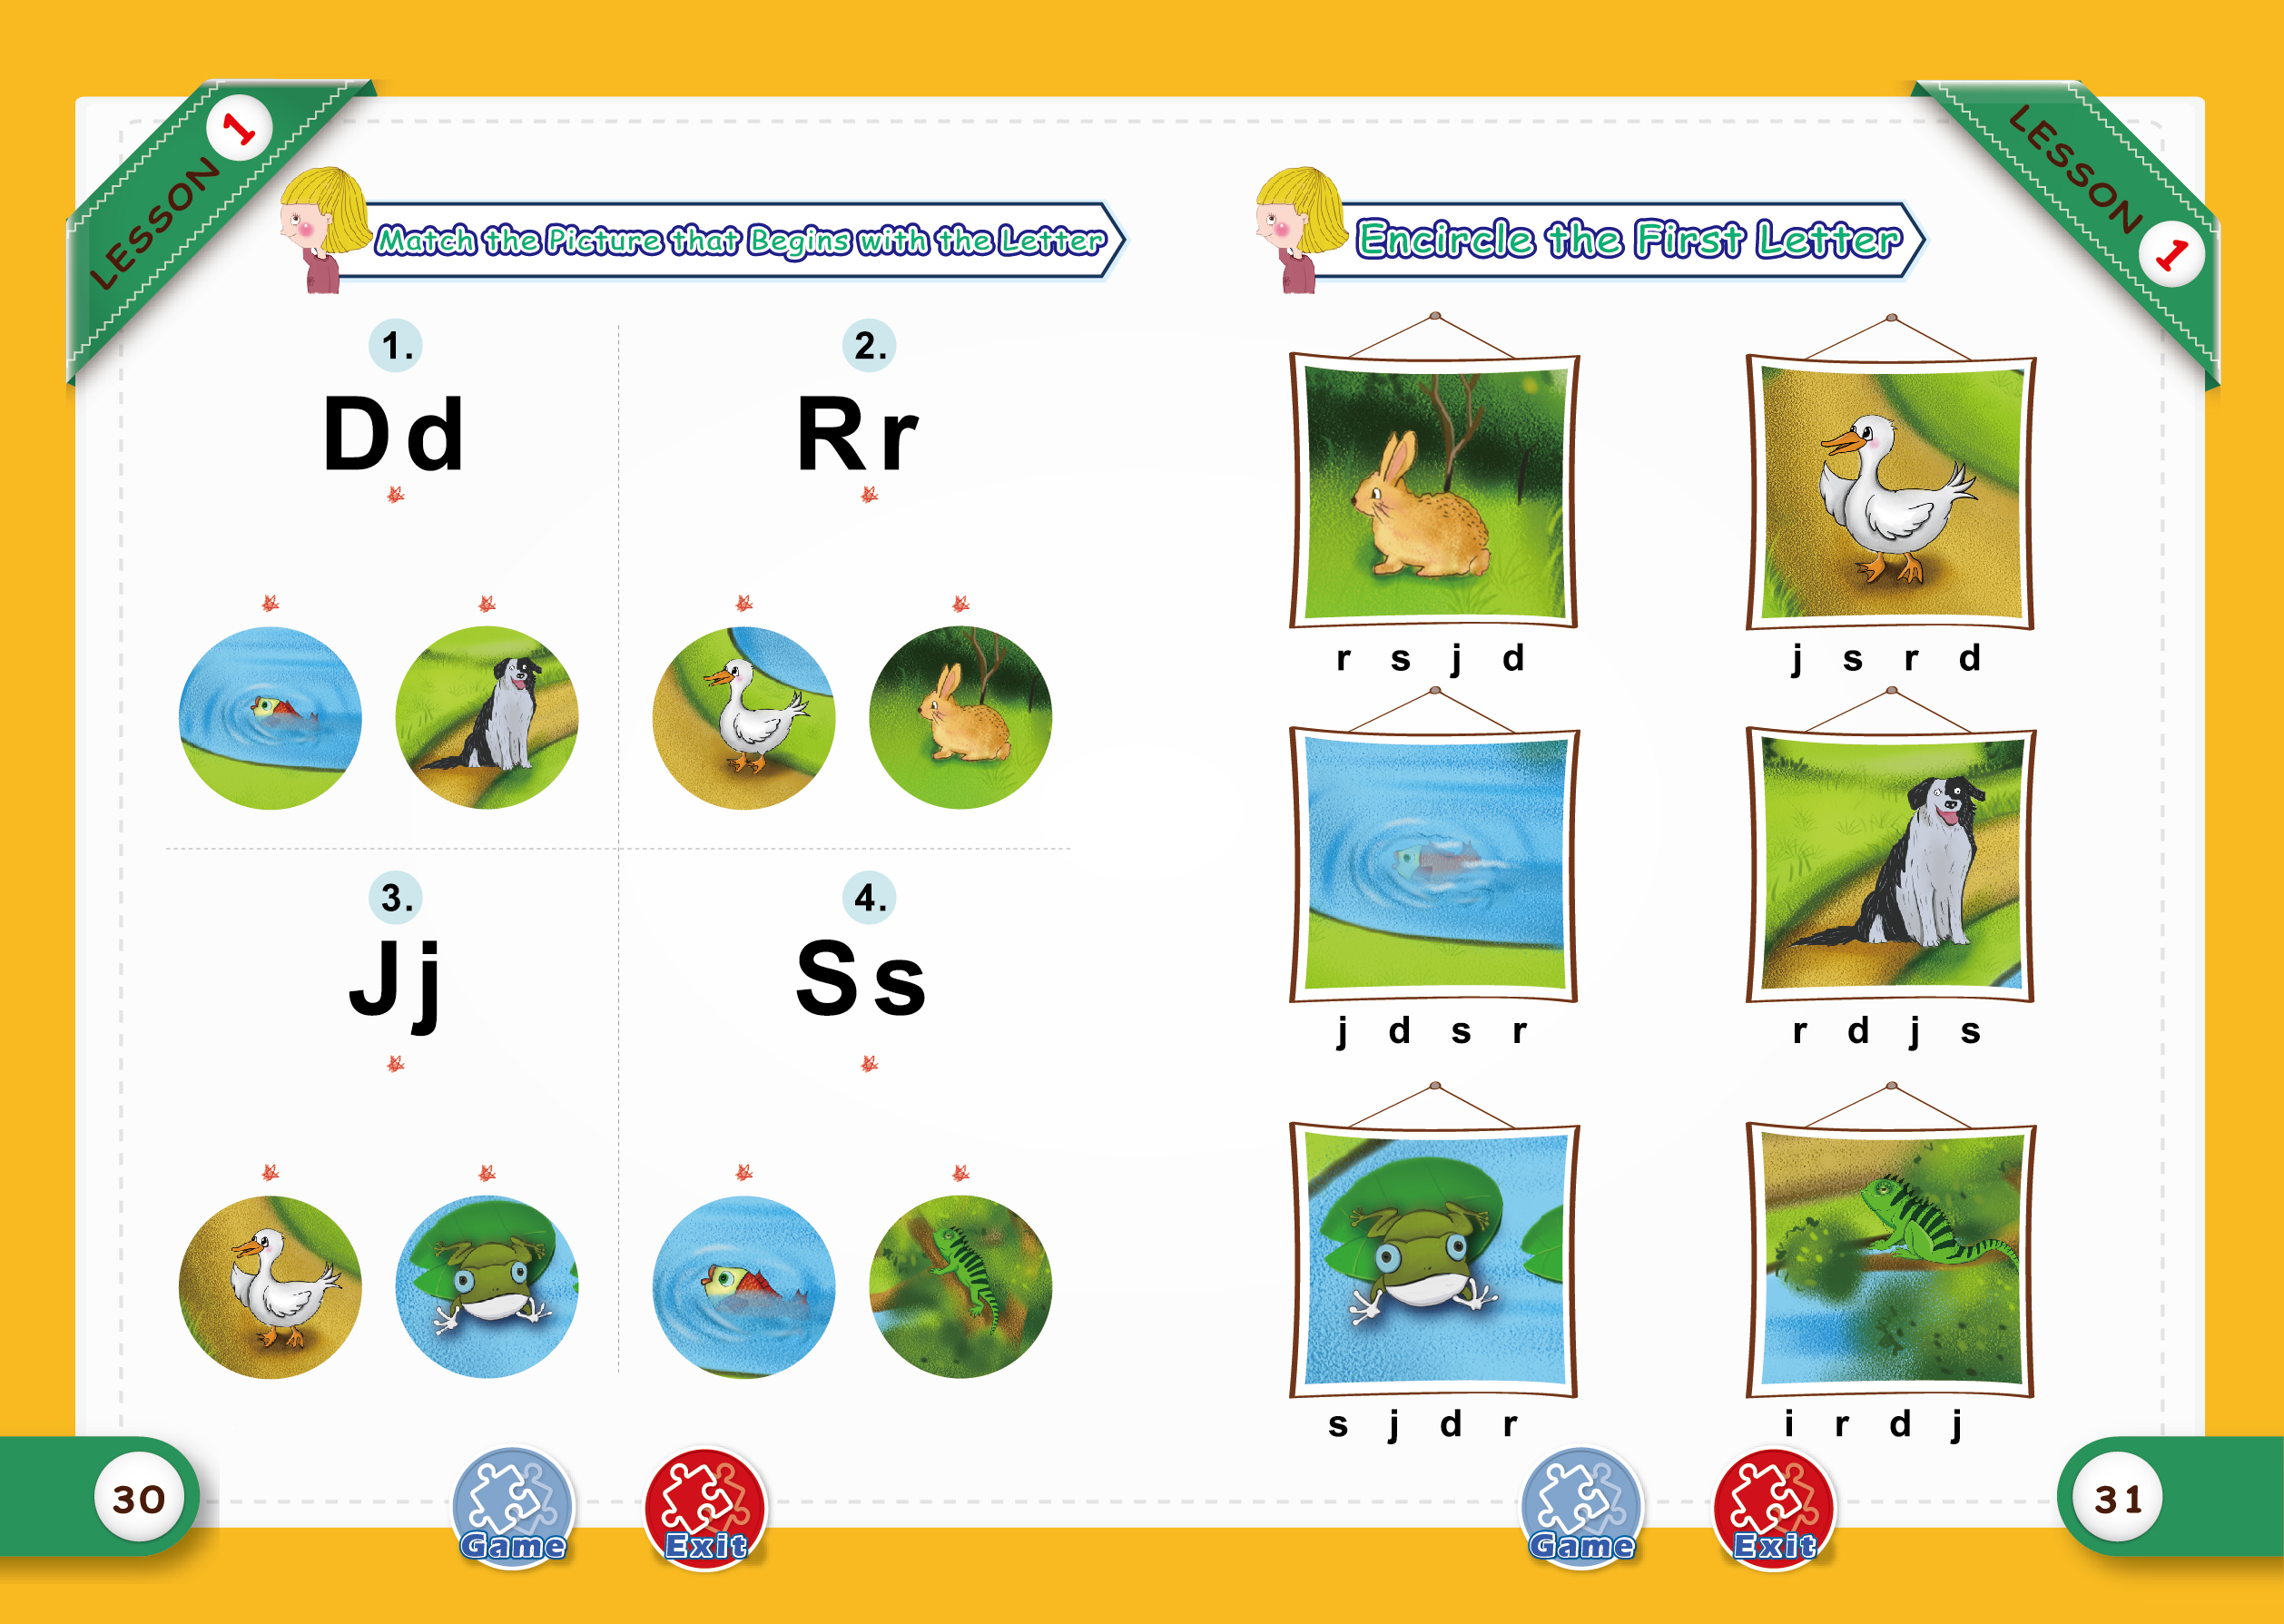 LESSON 1
Match the Picture that Begins with the Letter
1.
Dd
2.
Rr
3.
Jj
4.
Ss
30
Game
Exit
LESSON 1
Encircle the First Letter
r s j d
j s r d
j d s r
r d j s
s j d r
i r d j
Game
Exit
31